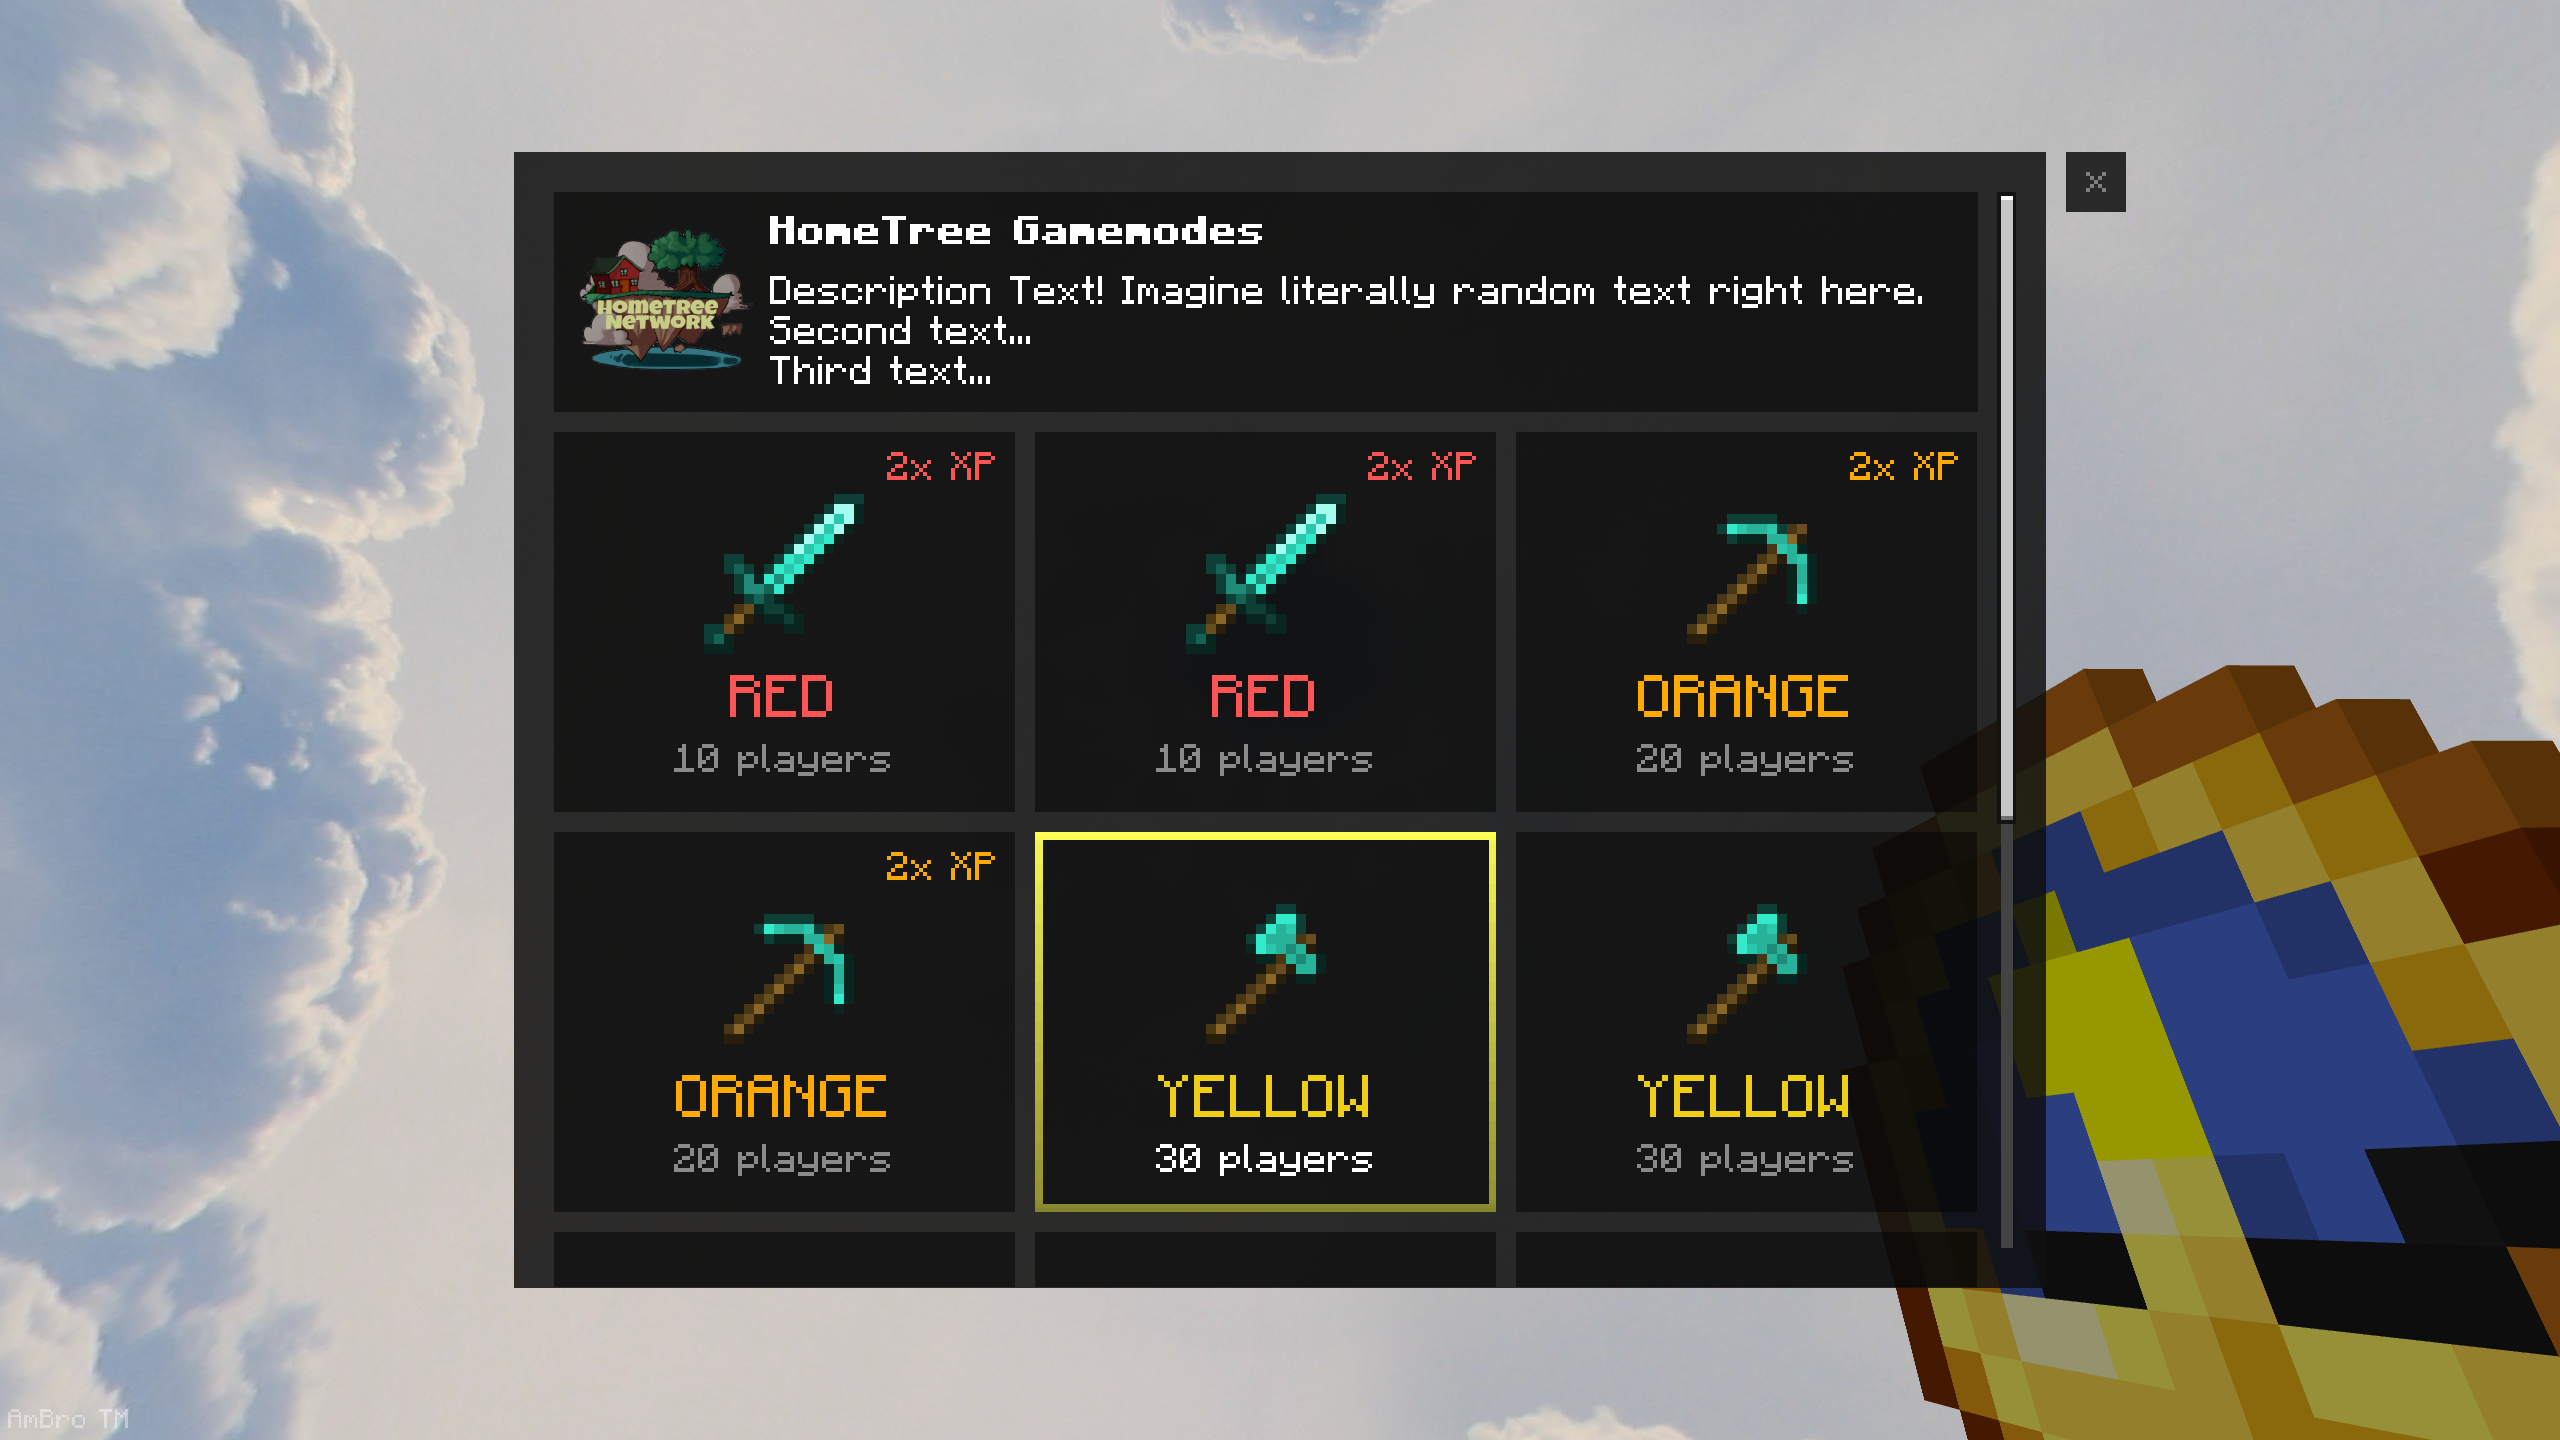 HomeTree Gamemodes
Description Text! Imagine literally random text right here.
Second text...
Third text...
HOMETREE
NETWORK
2x XP
RED
10 players
2x XP
RED
10 players
2x XP
ORANGE
20 players
2x XP
ORANGE
20 players
YELLOW
30 players
YELLOW
30 players
x
AmBro TM